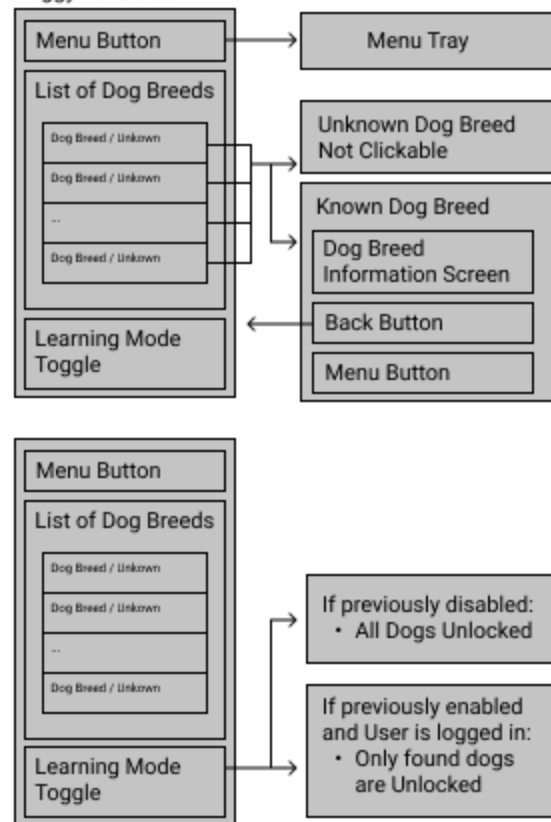 Menu Button
Menu Tray
List of Dog Breeds
Dog Breed / Unkown
Dog Breed / Unkown
...
Dog Breed / Unkown
Unknown Dog Breed
Not Clickable
Known Dog Breed
Dog Breed
Information Screen
Back Button
Menu Button
Learning Mode
Toggle
Menu Button
List of Dog Breeds
Dog Breed / Unkown
Dog Breed / Unkown
...
Dog Breed / Unkown
Learning Mode
Toggle
If previously disabled:
• All Dogs Unlocked
If previously enabled
and User is logged in:
• Only found dogs
are Unlocked